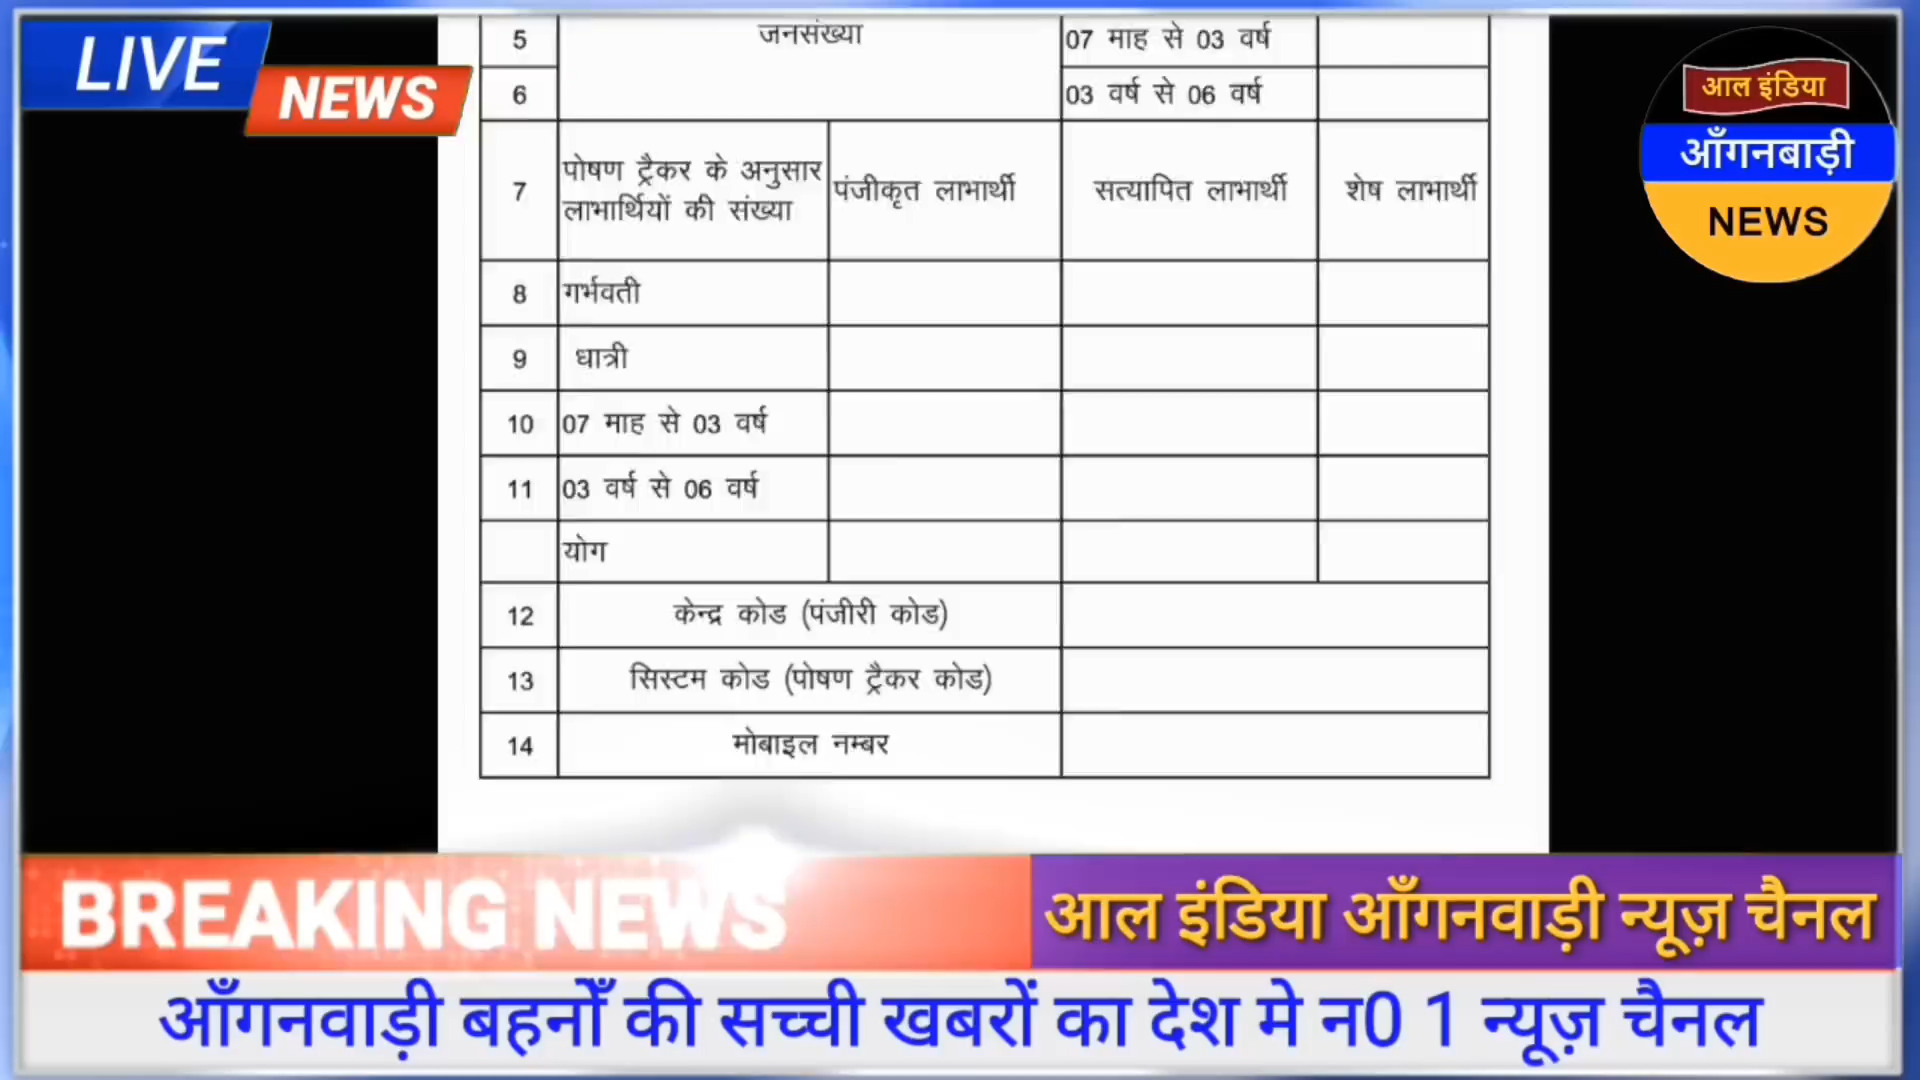 LIVE
NEWS
5 जनसंख्या 07 माह से 03 वर्ष
6 03 वर्ष से 06 वर्ष
7 पोषण ट्रैकर के अनुसार लाभार्थियों की संख्या पंजीकृत लाभार्थी सत्यापित लाभार्थी शेष लाभार्थी
8 गर्भवती
9 धात्री
10 07 माह से 03 वर्ष
11 03 वर्ष से 06 वर्ष
योग
12 केन्द्र कोड (पंजीरी कोड)
13 सिस्टम कोड (पोषण ट्रैकर कोड)
14 मोबाइल नम्बर
आल इंडिया
आँगनबाड़ी
NEWS
BREAKING NEWS
आल इंडिया आँगनवाड़ी न्यूज़ चैनल
आँगनवाड़ी बहनोँ की सच्ची खबरों का देश मे न0 1 न्यूज़ चैनल